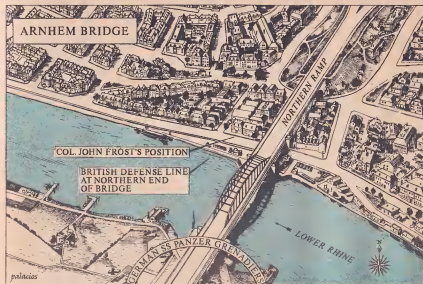 ARNHEM BRIDGE
NORTHERN RAMP
COL. JOHN FROST'S POSITION
BRITISH DEFENSE LINE
AT NORTHERN END
OF BRIDGE
GERMAN SS PANZER GRENADIERS
LOWER RHINE
N
palacios